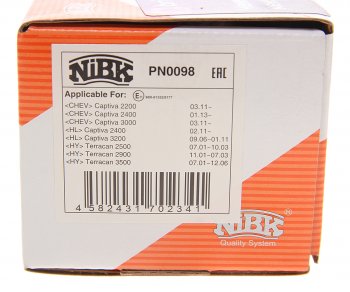 NiBK PN0098 EAC
Applicable For: E
<CHEV> Captiva 2200 03.11-
<CHEV> Captiva 2400 01.13-
<CHEV> Captiva 3000 03.11-
<HL> Captiva 2400 02.11-
<HL> Captiva 3200 09.06-01.11
<HY> Terracan 2500 07.01-10.03
<HY> Terracan 2900 11.01-07.03
<HY> Terracan 3500 07.01-12.06
4 582431 702341
NiBK ®
Quality System